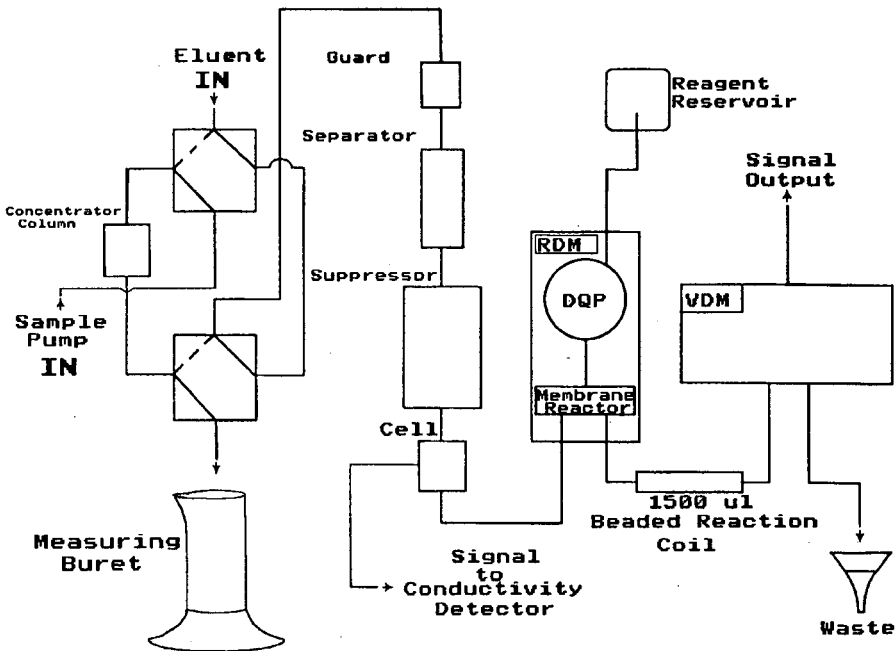 Eluent
IN
Guard
Reagent
Reservoir
Separator
Signal
Output
Concentrator
Column
RDM
Suppressor
DQP
VDM
Sample
Pump
IN
Membrane
Reactor
Cell
1500 ul
Beaded Reaction
Coil
Measuring
Buret
Signal
to
Conductivity
Detector
Waste